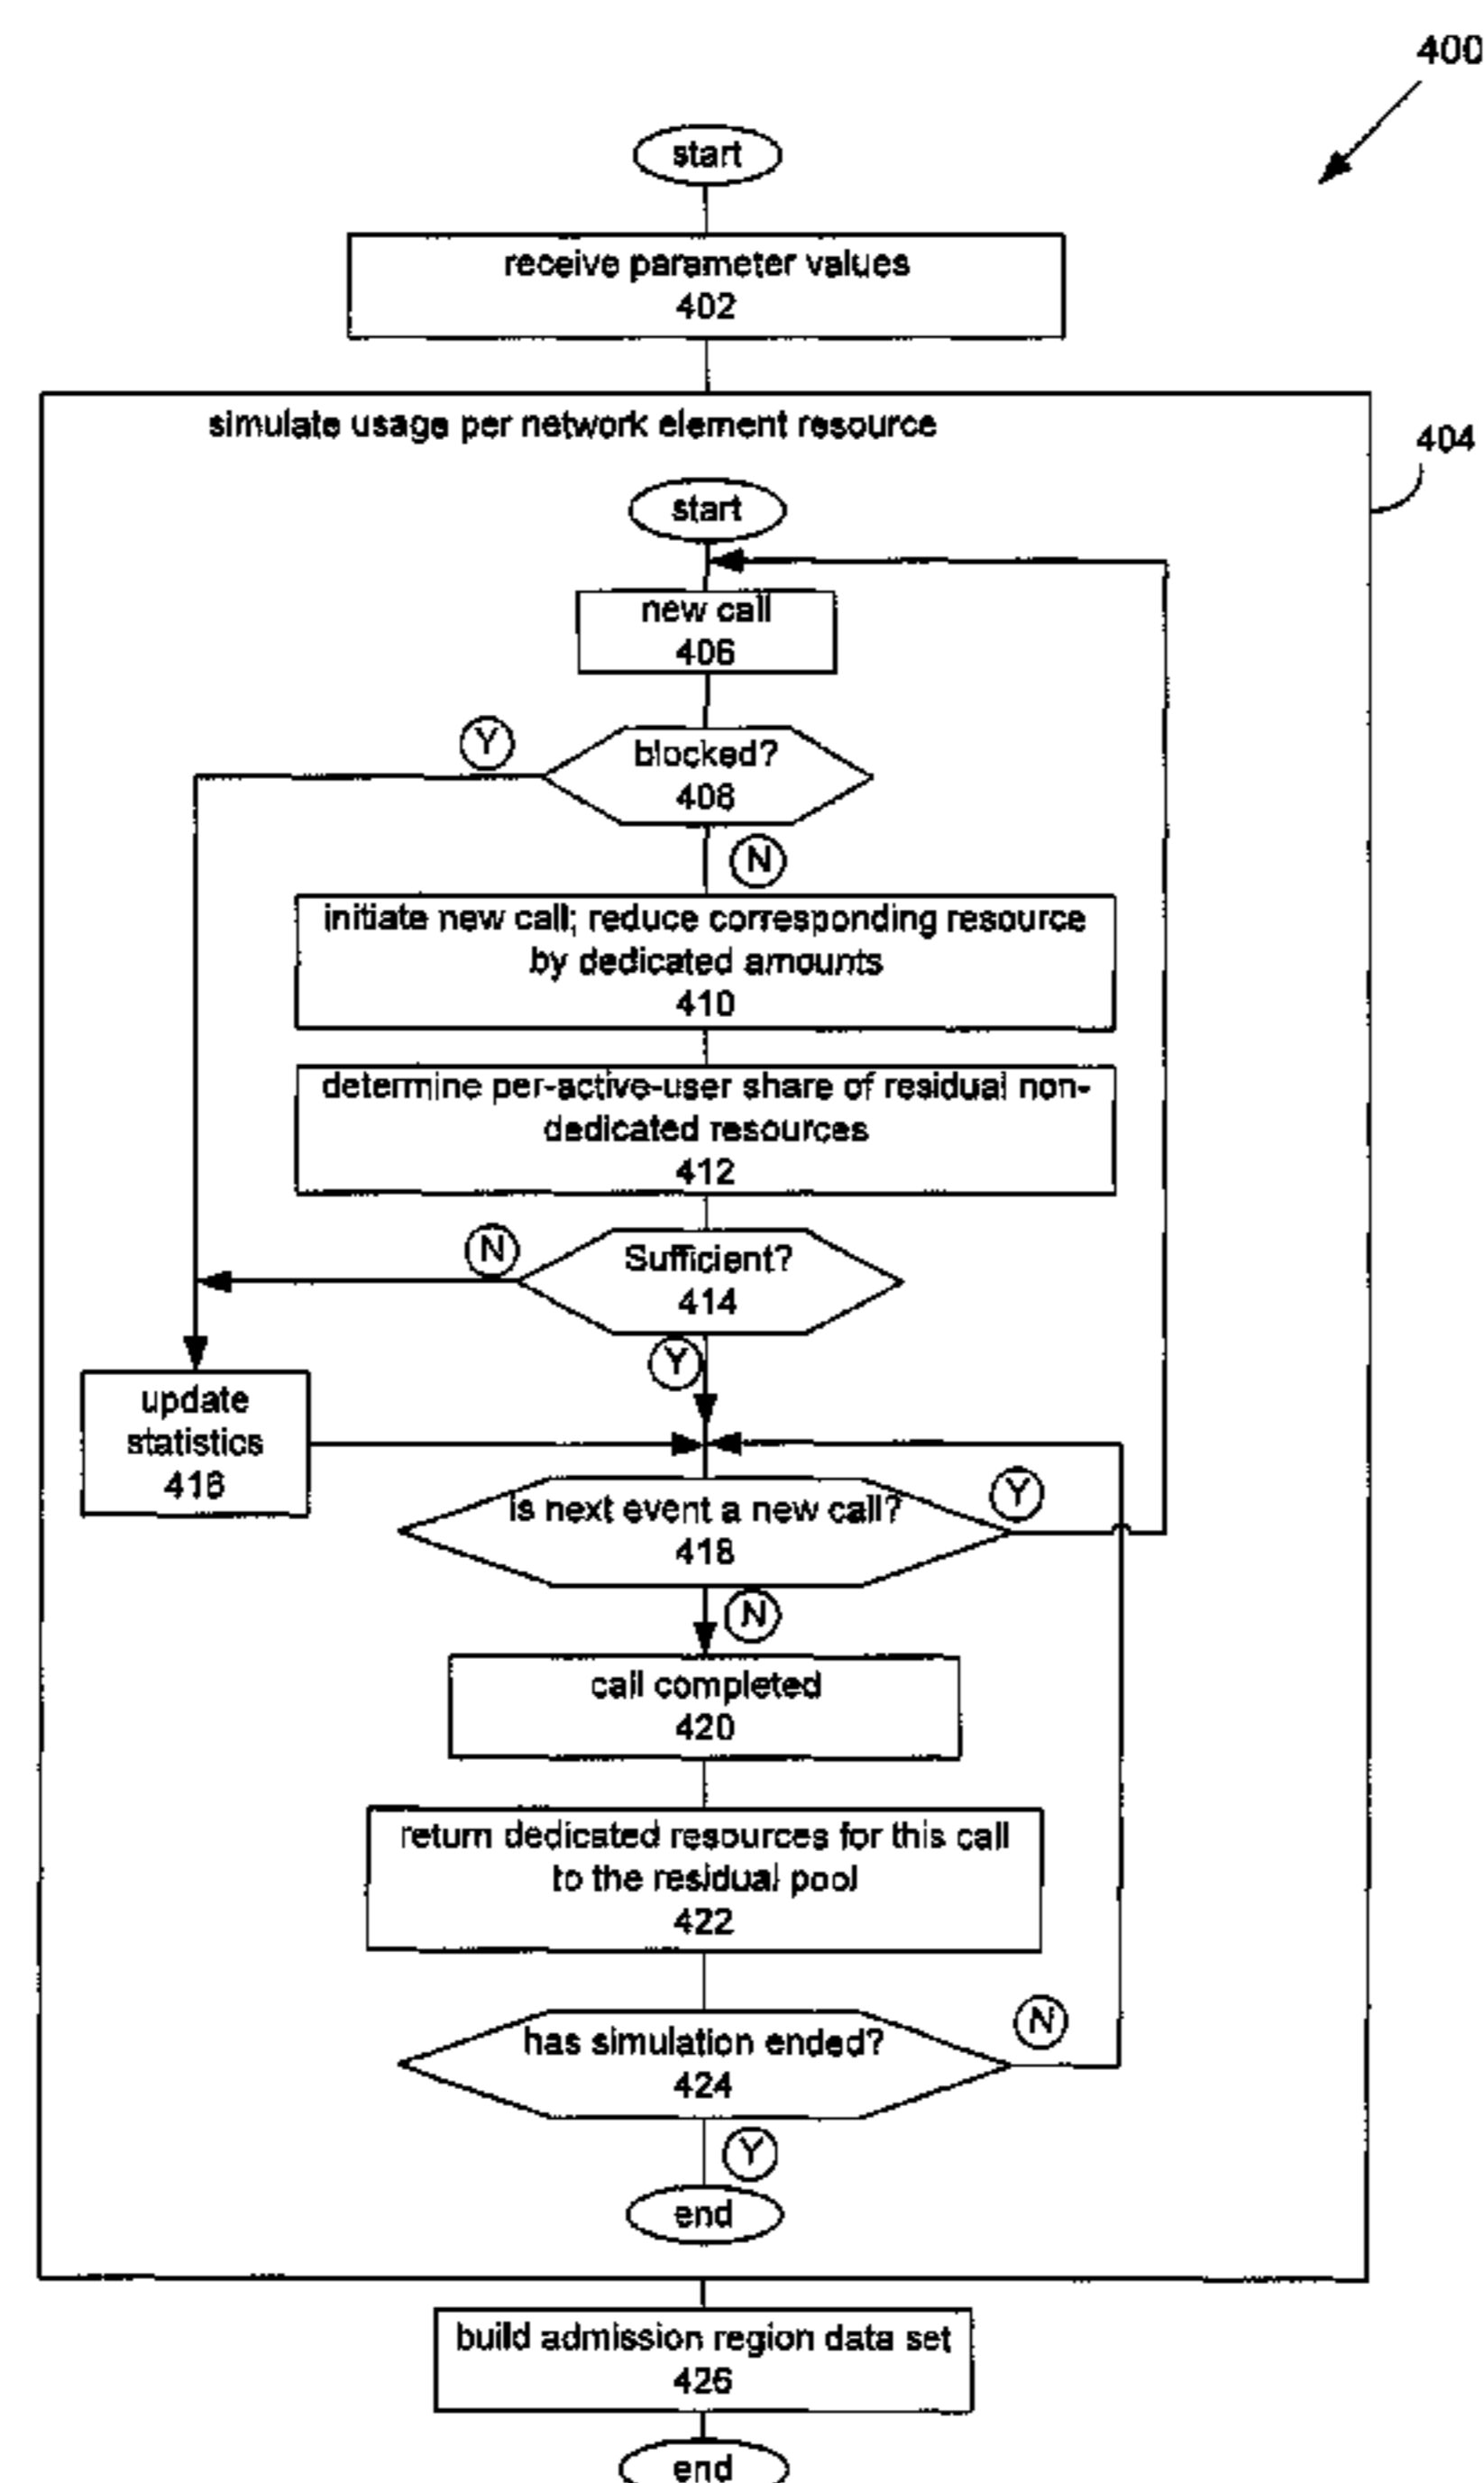 400
start
receive parameter values
402
simulate usage per network element resource
404
start
new call
406
Y
blocked?
408
N
initiate new call; reduce corresponding resource
by dedicated amounts
410
determine per-active-user share of residual non-
dedicated resources
412
N
Sufficient?
414
Y
update
statistics
416
is next event a new call?
418
Y
N
call completed
420
return dedicated resources for this call
to the residual pool
422
has simulation ended?
424
N
Y
end
build admission region data set
426
end